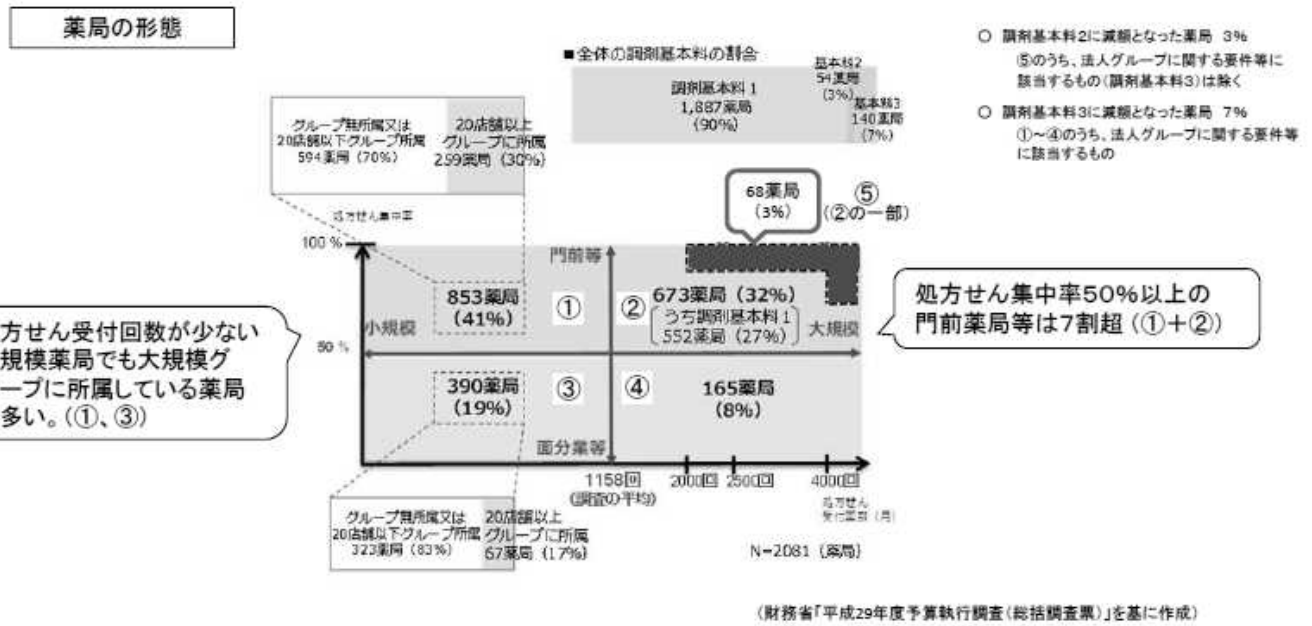 薬局の形態
■全体の調剤基本料の割合
調剤基本料1
1,887薬局
(90%)
基本料2
54薬局
(3%)
基本料3
140薬局
(7%)
○ 調剤基本料2に減額となった薬局 3%
⑤のうち、法人グループに関する要件等に
該当するもの(調剤基本料3)は除く
○ 調剤基本料3に減額となった薬局 7%
①～④のうち、法人グループに関する要件等
に該当するもの
グループ無所属又は
20店舗以下グループ所属
594薬局 (70%)
20店舗以上
グループに所属
259薬局 (30%)
68薬局
(3%)
⑤
(②の一部)
処方せん集中率
100 %
門前等
853薬局
(41%)
①
②
673薬局 (32%)
うち調剤基本料1
552薬局 (27%)
小規模
大規模
50 %
処方せん集中率50%以上の
門前薬局等は7割超 (①+②)
方せん受付回数が少ない
規模薬局でも大規模グ
ープに所属している薬局
多い。(①、③)
390薬局
(19%)
③
④
165薬局
(8%)
面分業等
1158回
(調査の平均)
2000回
2500回
4000回
処方せん
受付回数 (月)
グループ無所属又は
20店舗以下グループ所属
323薬局 (83%)
20店舗以上
グループに所属
67薬局 (17%)
N=2081 (薬局)
(財務省「平成29年度予算執行調査(総括調査票)」を基に作成)